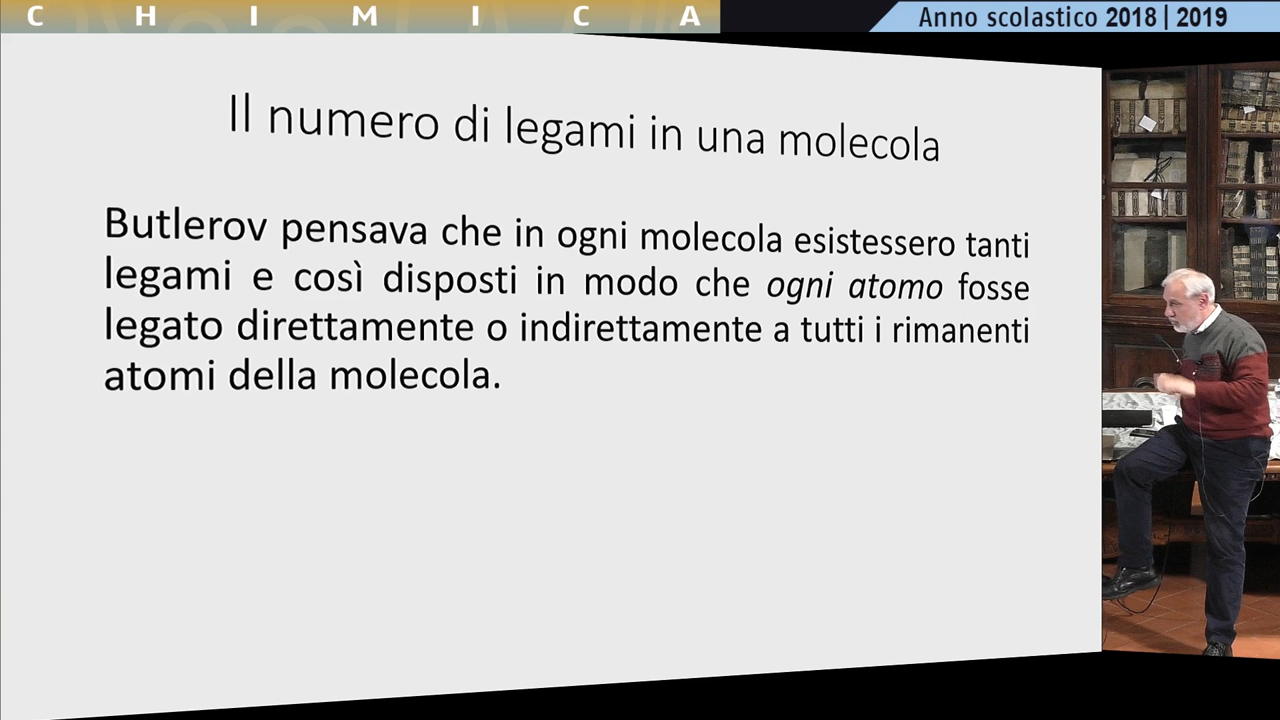 CHIMICA
Anno scolastico 2018 | 2019
Il numero di legami in una molecola
Butlerov pensava che in ogni molecola esistessero tanti
legami e così disposti in modo che ogni atomo fosse
legato direttamente o indirettamente a tutti i rimanenti
atomi della molecola.